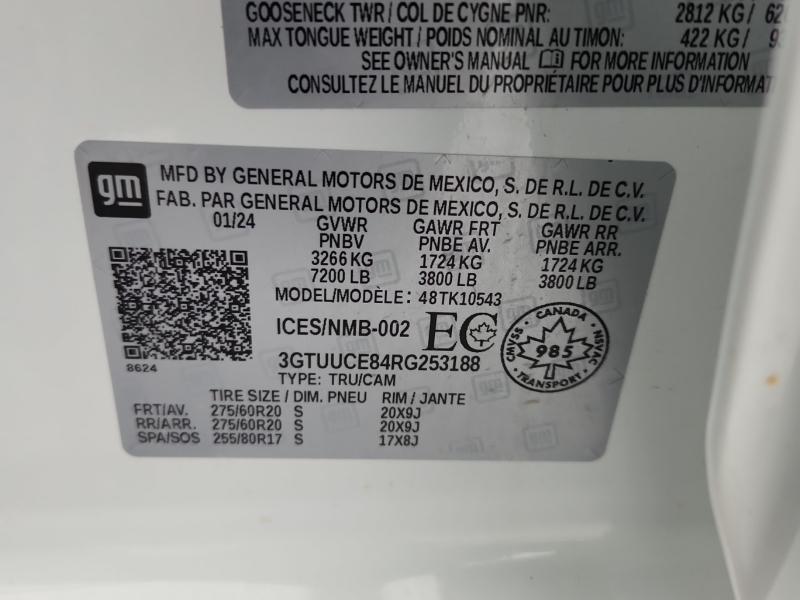 GOOSENECK TWR / COL DE CYGNE PNR: 2812 KG /
MAX TONGUE WEIGHT / POIDS NOMINAL AU TIMON: 422 KG /
SEE OWNER'S MANUAL FOR MORE INFORMATION
CONSULTEZ LE MANUEL DU PROPRIÉTAIRE POUR PLUS
gm
MFD BY GENERAL MOTORS DE MEXICO, S. DE R.L. DE C.V.
FAB. PAR GENERAL MOTORS DE MEXICO, S. DE R.L. DE C.V.
01/24 GVWR GAWR FRT GAWR RR
PNBV PNBE AV. PNBE ARR.
3266 KG 1724 KG 1724 KG
7200 LB 3800 LB 3800 LB
MODEL/MODÈLE: 48TK10543
ICES/NMB-002 EC
CANADA
CMVSS 985 NSVAC
TRANSPORT
8624
3GTUUCE84RG253188
TYPE: TRU/CAM
TIRE SIZE / DIM. PNEU RIM / JANTE
FRT/AV. 275/60R20 S 20X9J
RR/ARR. 275/60R20 S 20X9J
SPA/SOS 255/80R17 S 17X8J